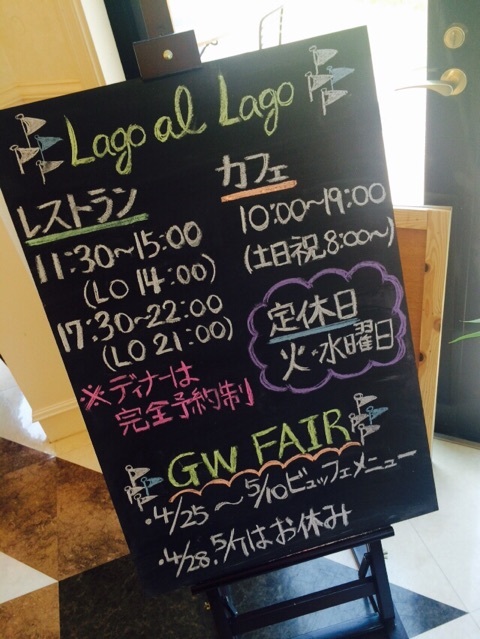 Lago al Lago
レストラン
11:30~15:00
(LO 14:00)
17:30~22:00
(LO 21:00)
※ディナーは
完全予約制
カフェ
10:00~19:00
(土日祝 8:00~)
定休日
火・水曜日
GW FAIR
・4/25 ~ 5/10 ビュッフェメニュー
・4/28. 5/7はお休み